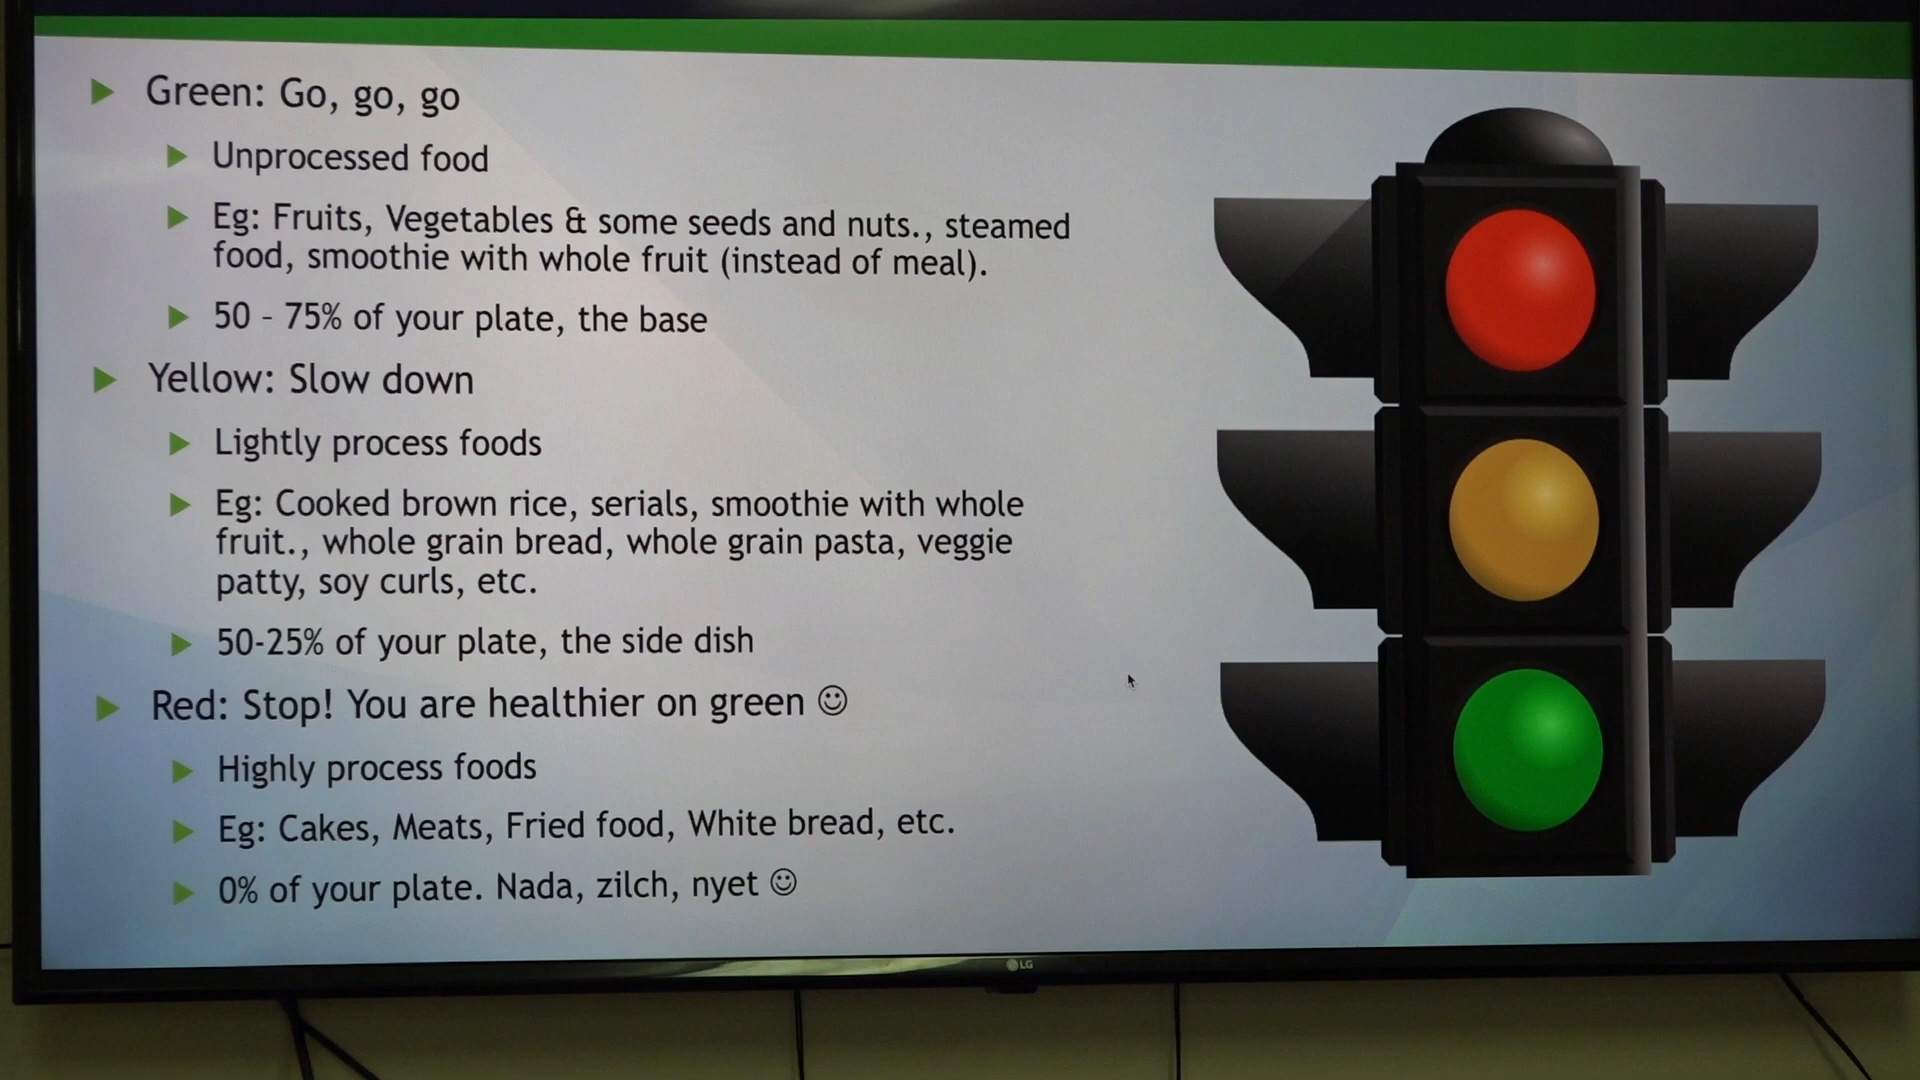 Green: Go, go, go
Unprocessed food
Eg: Fruits, Vegetables & some seeds and nuts., steamed
food, smoothie with whole fruit (instead of meal).
50 - 75% of your plate, the base
Yellow: Slow down
Lightly process foods
Eg: Cooked brown rice, serials, smoothie with whole
fruit., whole grain bread, whole grain pasta, veggie
patty, soy curls, etc.
50-25% of your plate, the side dish
Red: Stop! You are healthier on green ☺
Highly process foods
Eg: Cakes, Meats, Fried food, White bread, etc.
0% of your plate. Nada, zilch, nyet ☺
LG